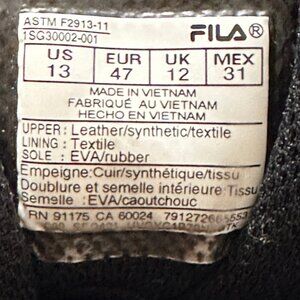 ASTM F2913-11
1SG30002-001
FILA
US 13 EUR 47 UK 12 MEX 31
MADE IN VIETNAM
FABRIQUÉ AU VIETNAM
HECHO EN VIETNAM
UPPER: Leather/synthetic/textile
LINING: Textile
SOLE: EVA/rubber
Empeigne:Cuir/synthétique/tissu
Doublure et semelle intérieure:Tissu
Semelle: EVA/caoutchouc
RN 91175 CA 60024